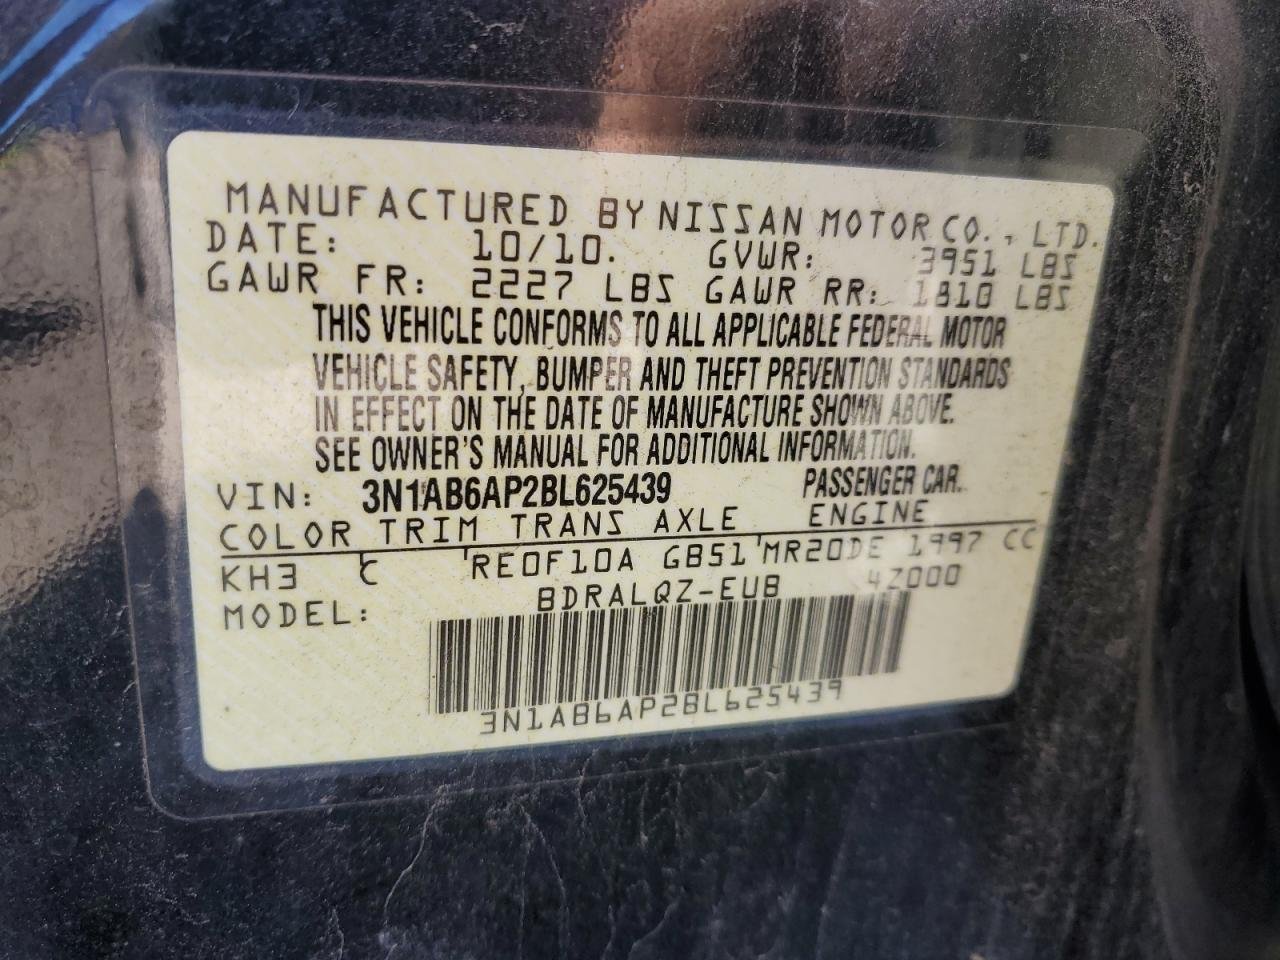 MANUFACTURED BY NISSAN MOTOR CO., LTD.
DATE: 10/10. GVWR: 3951 LBS
GAWR FR: 2227 LBS GAWR RR: 1810 LBS
THIS VEHICLE CONFORMS TO ALL APPLICABLE FEDERAL MOTOR
VEHICLE SAFETY, BUMPER AND THEFT PREVENTION STANDARDS
IN EFFECT ON THE DATE OF MANUFACTURE SHOWN ABOVE.
SEE OWNER'S MANUAL FOR ADDITIONAL INFORMATION.
VIN: 3N1AB6AP2BL625439 PASSENGER CAR.
COLOR TRIM TRANS AXLE ENGINE
KH3 C RE0F10A GB51 MR20DE 1997 CC
MODEL: BDRALQZ-EUB 4Z000
3N1AB6AP2BL625439